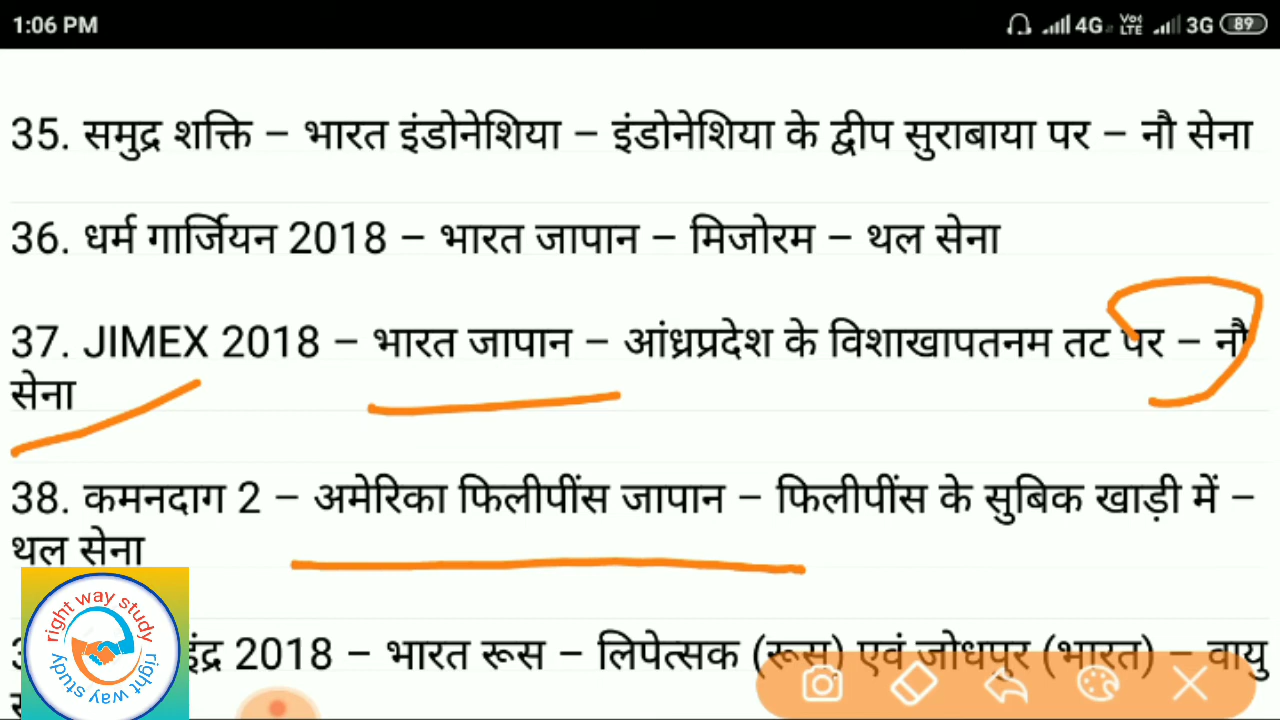 1:06 PM 4G Vo) LTE 3G 89
35. समुद्र शक्ति – भारत इंडोनेशिया – इंडोनेशिया के द्वीप सुराबाया पर – नौ सेना
36. धर्म गार्जियन 2018 – भारत जापान – मिजोरम – थल सेना
37. JIMEX 2018 – भारत जापान – आंध्रप्रदेश के विशाखापतनम तट पर – नौ
सेना
38. कमनदाग 2 – अमेरिका फिलीपींस जापान – फिलीपींस के सुबिक खाड़ी में –
थल सेना
2018 – भारत रूस – लिपेत्सक (रूस) एवं जोधपुर (भारत) – वायु
right way study
right way study